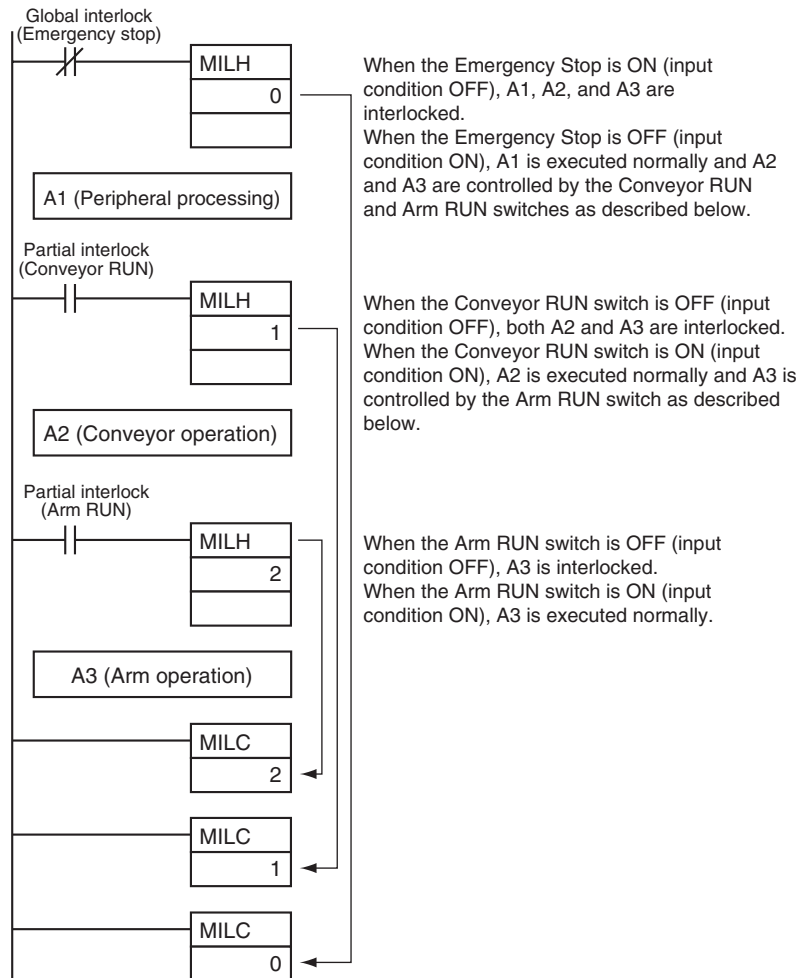 Global interlock
(Emergency stop)
MILH
0
When the Emergency Stop is ON (input
condition OFF), A1, A2, and A3 are
interlocked.
When the Emergency Stop is OFF (input
condition ON), A1 is executed normally and A2
and A3 are controlled by the Conveyor RUN
and Arm RUN switches as described below.
A1 (Peripheral processing)
Partial interlock
(Conveyor RUN)
MILH
1
When the Conveyor RUN switch is OFF (input
condition OFF), both A2 and A3 are interlocked.
When the Conveyor RUN switch is ON (input
condition ON), A2 is executed normally and A3 is
controlled by the Arm RUN switch as described
below.
A2 (Conveyor operation)
Partial interlock
(Arm RUN)
MILH
2
When the Arm RUN switch is OFF (input
condition OFF), A3 is interlocked.
When the Arm RUN switch is ON (input
condition ON), A3 is executed normally.
A3 (Arm operation)
MILC
2
MILC
1
MILC
0